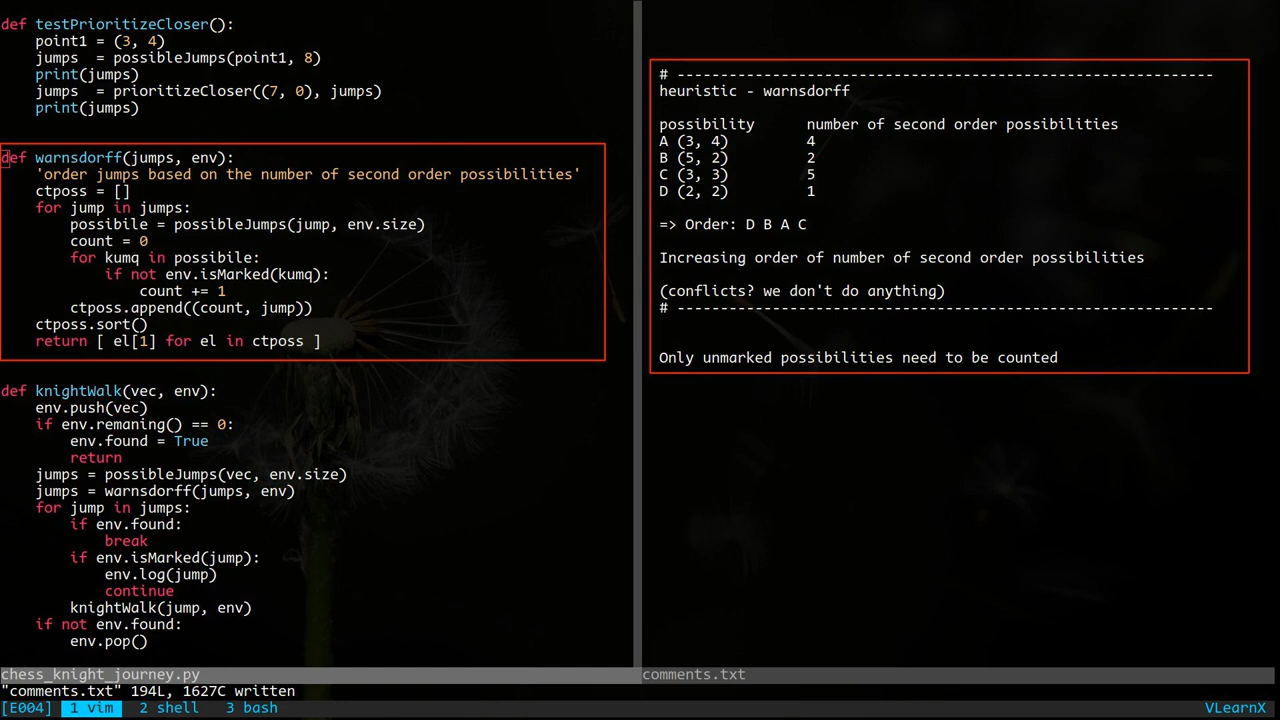 def testPrioritizeCloser():
    point1 = (3, 4)
    jumps  = possibleJumps(point1, 8)
    print(jumps)
    jumps  = prioritizeCloser((7, 0), jumps)
    print(jumps)
def warnsdorff(jumps, env):
    'order jumps based on the number of second order possibilities'
    ctposs = []
    for jump in jumps:
        possibile = possibleJumps(jump, env.size)
        count = 0
        for kumq in possibile:
            if not env.isMarked(kumq):
                count += 1
        ctposs.append((count, jump))
    ctposs.sort()
    return [ el[1] for el in ctposs ]
def knightWalk(vec, env):
    env.push(vec)
    if env.remaning() == 0:
        env.found = True
        return
    jumps = possibleJumps(vec, env.size)
    jumps = warnsdorff(jumps, env)
    for jump in jumps:
        if env.found:
            break
        if env.isMarked(jump):
            env.log(jump)
            continue
        knightWalk(jump, env)
    if not env.found:
        env.pop()
chess_knight_journey.py
# --------------------------------------------------------------
heuristic - warnsdorff
possibility      number of second order possibilities
A (3, 4)         4
B (5, 2)         2
C (3, 3)         5
D (2, 2)         1
=> Order: D B A C
Increasing order of number of second order possibilities
(conflicts? we don't do anything)
# --------------------------------------------------------------
Only unmarked possibilities need to be counted
comments.txt
"comments.txt" 194L, 1627C written
[E004] 1 vim 2 shell 3 bash VLearnX